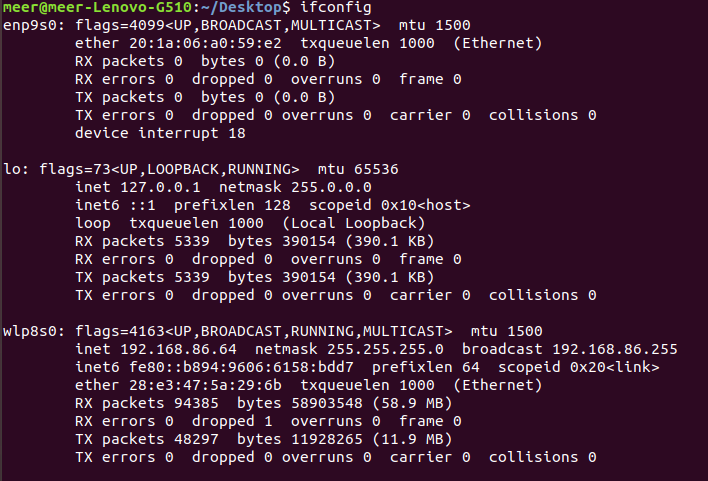 meer@meer-Lenovo-G510:~/Desktop$ ifconfig
enp9s0: flags=4099<UP,BROADCAST,MULTICAST>  mtu 1500
        ether 20:1a:06:a0:59:e2  txqueuelen 1000  (Ethernet)
        RX packets 0  bytes 0 (0.0 B)
        RX errors 0  dropped 0  overruns 0  frame 0
        TX packets 0  bytes 0 (0.0 B)
        TX errors 0  dropped 0 overruns 0  carrier 0  collisions 0
        device interrupt 18
lo: flags=73<UP,LOOPBACK,RUNNING>  mtu 65536
        inet 127.0.0.1  netmask 255.0.0.0
        inet6 ::1  prefixlen 128  scopeid 0x10<host>
        loop  txqueuelen 1000  (Local Loopback)
        RX packets 5339  bytes 390154 (390.1 KB)
        RX errors 0  dropped 0  overruns 0  frame 0
        TX packets 5339  bytes 390154 (390.1 KB)
        TX errors 0  dropped 0 overruns 0  carrier 0  collisions 0
wlp8s0: flags=4163<UP,BROADCAST,RUNNING,MULTICAST>  mtu 1500
        inet 192.168.86.64  netmask 255.255.255.0  broadcast 192.168.86.255
        inet6 fe80::b894:9606:6158:bdd7  prefixlen 64  scopeid 0x20<link>
        ether 28:e3:47:5a:29:6b  txqueuelen 1000  (Ethernet)
        RX packets 94385  bytes 58903548 (58.9 MB)
        RX errors 0  dropped 1  overruns 0  frame 0
        TX packets 48297  bytes 11928265 (11.9 MB)
        TX errors 0  dropped 0 overruns 0  carrier 0  collisions 0